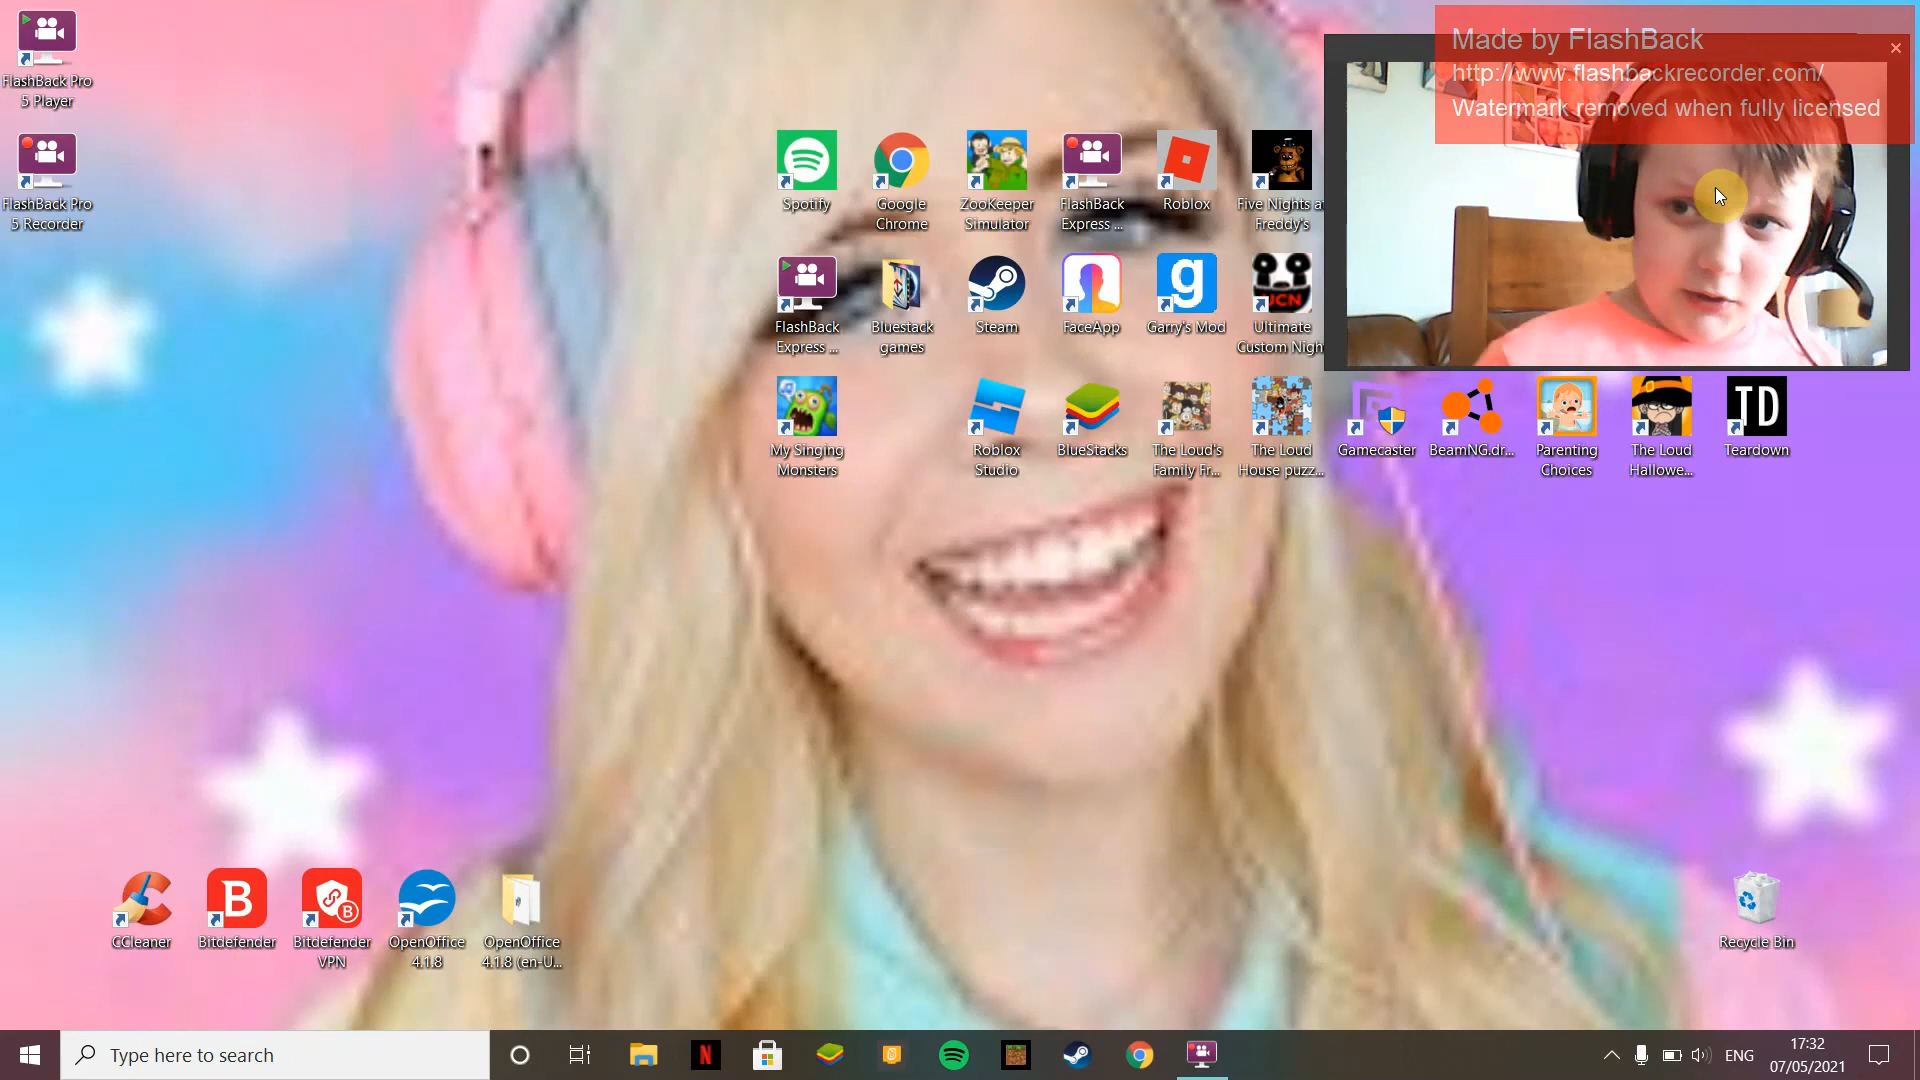 FlashBack Pro
5 Player
FlashBack Pro
5 Recorder
Made by FlashBack
http://www.flashbackrecorder.com/
Watermark removed when fully licensed
Spotify
Google
Chrome
ZooKeeper
Simulator
FlashBack
Express ...
Roblox
Five Nights at
Freddy's
FlashBack
Express ...
Bluestack
games
Steam
FaceApp
g
Garry's Mod
UCN
Ultimate
Custom Nigh
My Singing
Monsters
Roblox
Studio
BlueStacks
The Loud's
Family Fr...
The Loud
House puzz...
Gamecaster
BeamNG.dr...
Parenting
Choices
The Loud
Hallowe...
TD
Teardown
CCleaner
B
Bitdefender
B
Bitdefender
VPN
OpenOffice
4.1.8
OpenOffice
4.1.8 (en-U...
Recycle Bin
Type here to search
N
ENG
17:32
07/05/2021